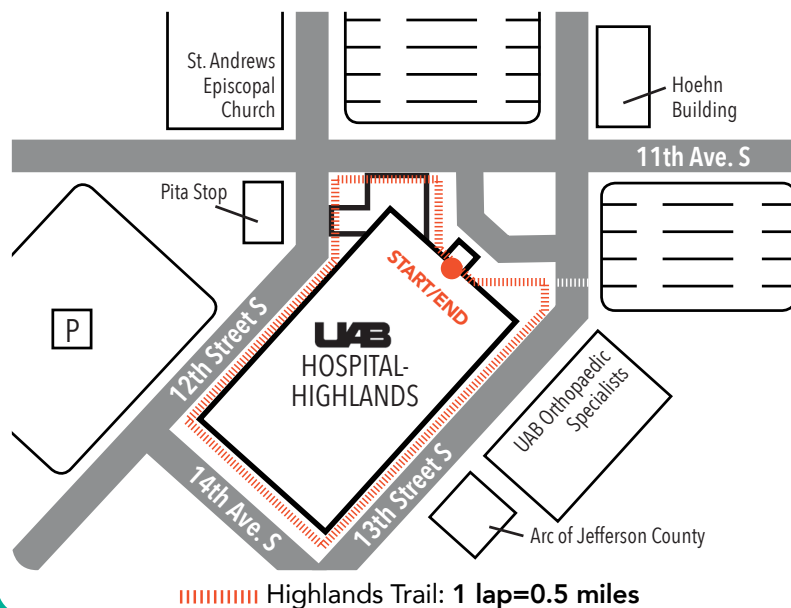 St. Andrews
Episcopal
Church
Hoehn
Building
11th Ave. S
Pita Stop
START/END
P
12th Street S
UAB
HOSPITAL-
HIGHLANDS
UAB Orthopaedic
Specialists
14th Ave. S
13th Street S
Arc of Jefferson County
Highlands Trail: 1 lap=0.5 miles